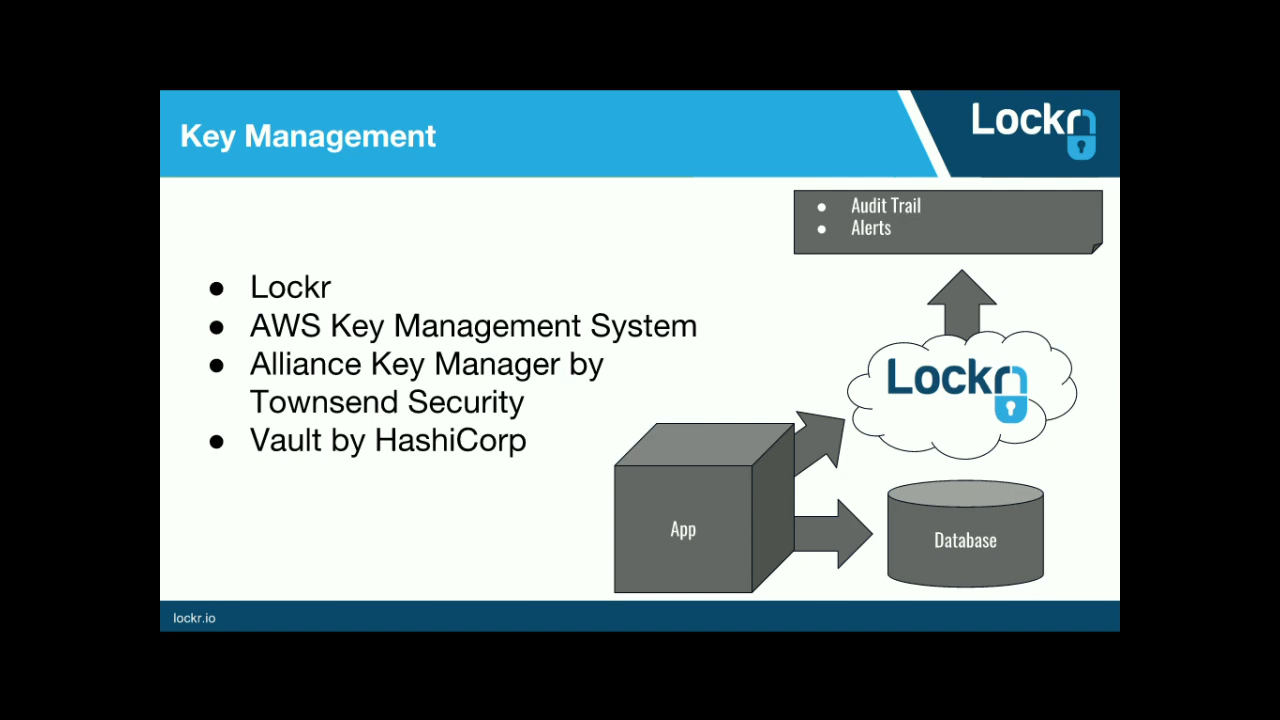 Key Management
Lockr
● Audit Trail
● Alerts
● Lockr
● AWS Key Management System
● Alliance Key Manager by
Townsend Security
● Vault by HashiCorp
Lockr
App
Database
lockr.io